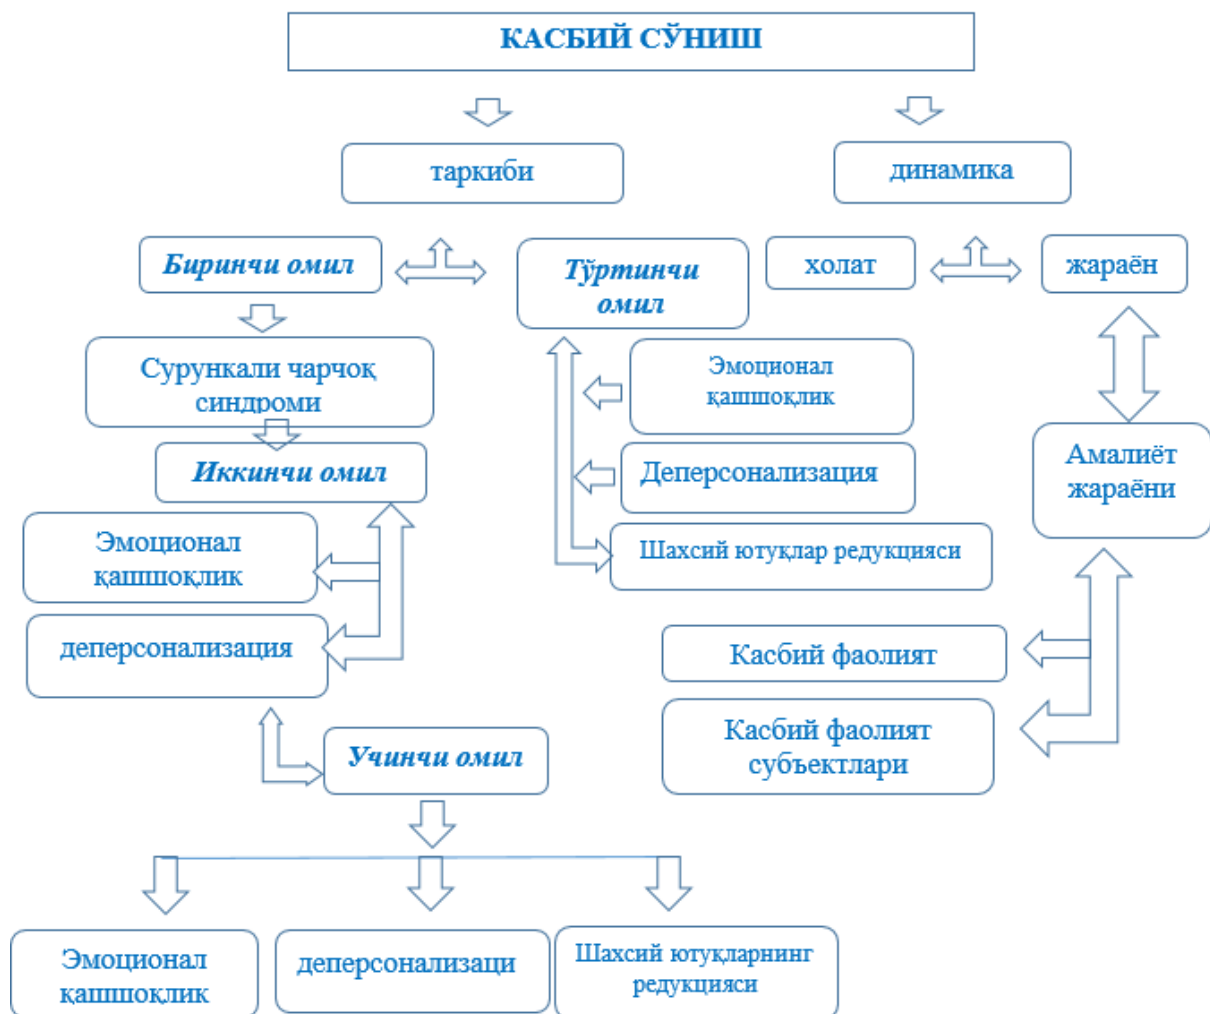 КАСБИЙ СЎНИШ
таркиби
динамика
Биринчи омил
Тўртинчи
омил
холат
жараён
Сурункали чарчоқ
синдроми
Эмоционал
қашшоқлик
Иккинчи омил
Деперсонализация
Амалиёт
жараёни
Эмоционал
қашшоқлик
Шахсий ютуқлар редукцияси
деперсонализация
Касбий фаолият
Касбий фаолият
субъектлари
Учинчи омил
Эмоционал
қашшоқлик
деперсонализаци
Шахсий ютуқларнинг
редукцияси